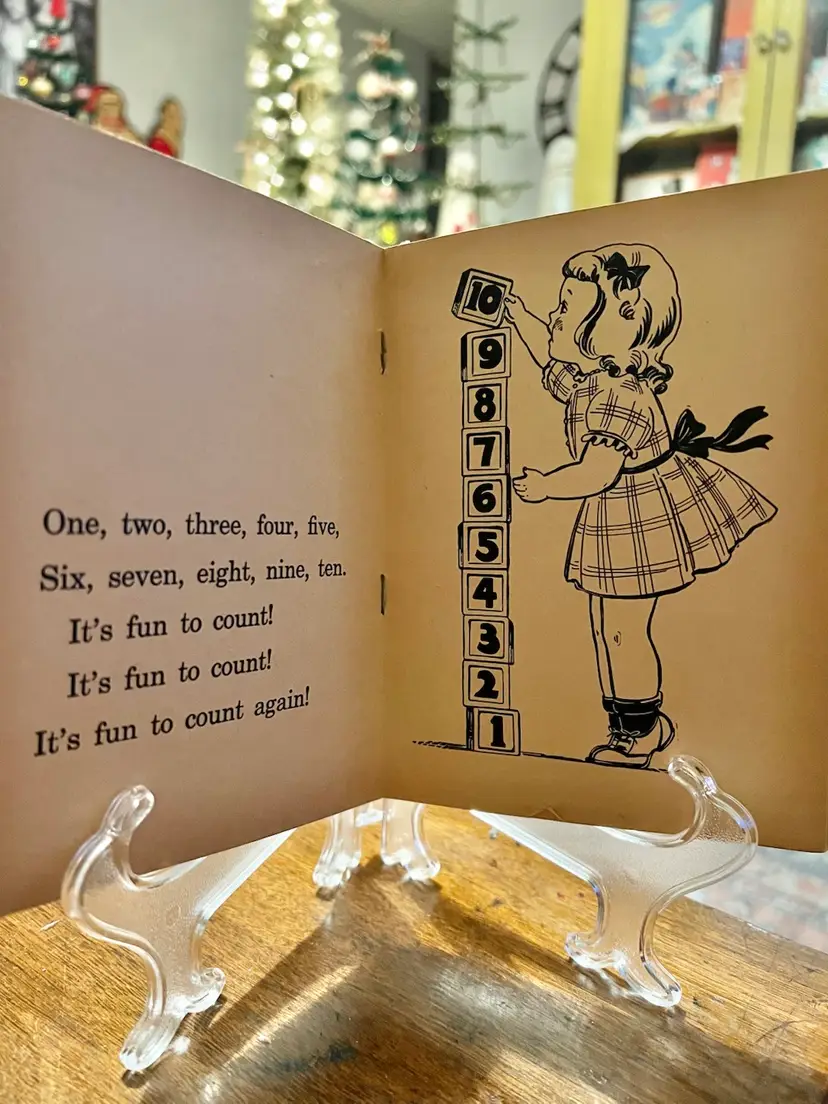 One, two, three, four, five,
Six, seven, eight, nine, ten.
It's fun to count!
It's fun to count!
It's fun to count again!
10
9
8
7
6
5
4
3
2
1